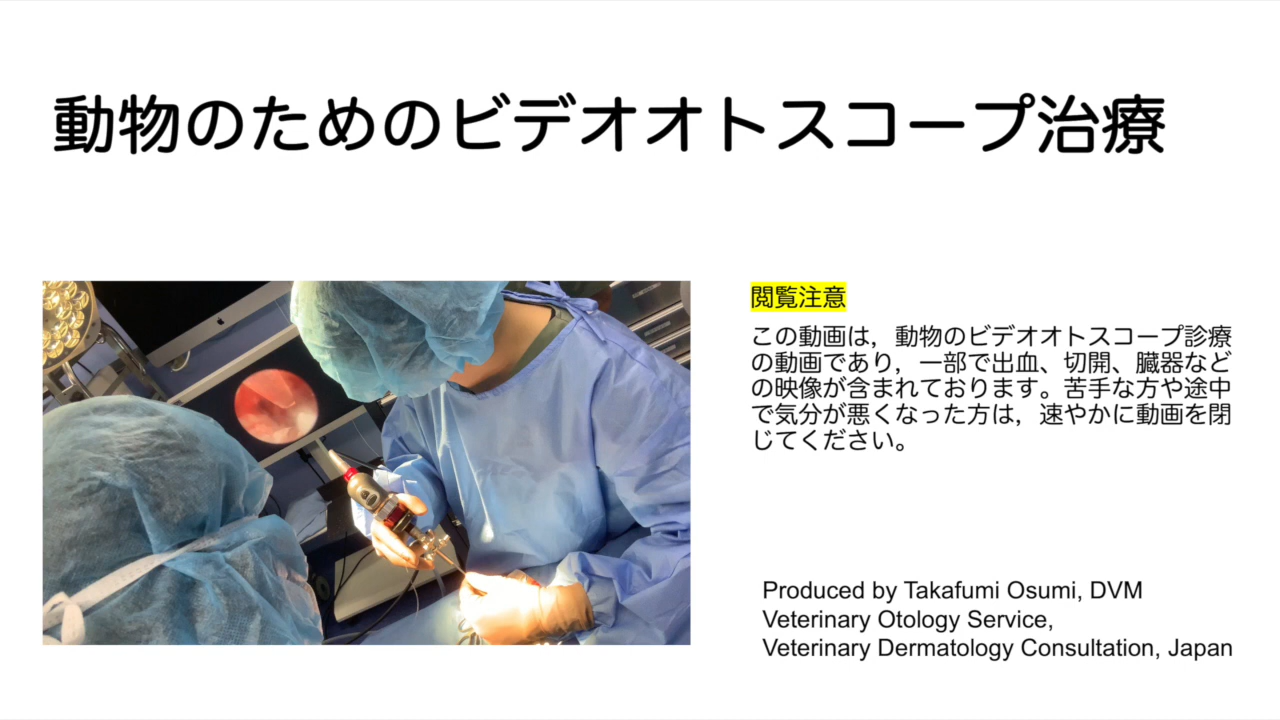 動物のためのビデオオトスコープ治療
閲覧注意
この動画は，動物のビデオオトスコープ診療
の動画であり，一部で出血、切開、臓器など
の映像が含まれております。苦手な方や途中
で気分が悪くなった方は，速やかに動画を閉
じてください。
Produced by Takafumi Osumi, DVM
Veterinary Otology Service,
Veterinary Dermatology Consultation, Japan